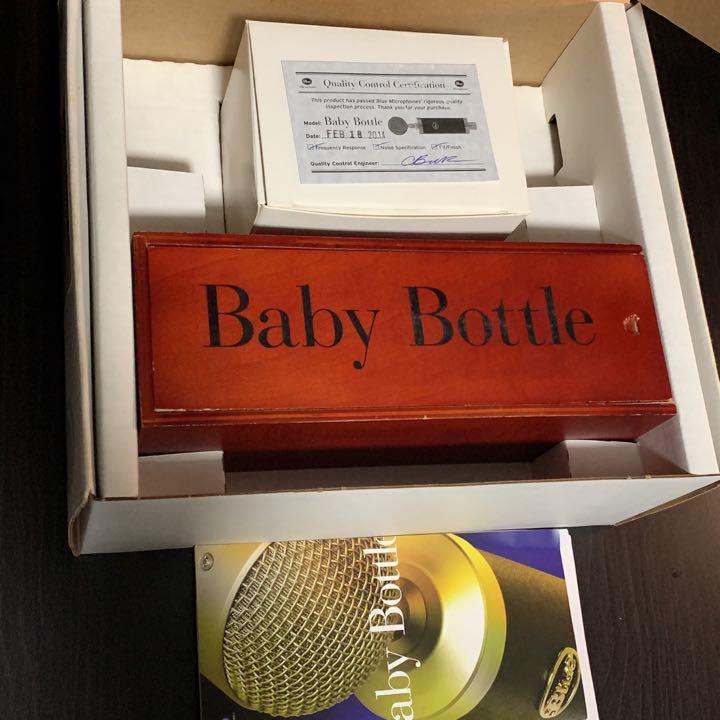 Quality Control Certification
This product has passed Blue Microphones' rigorous quality
inspection process. Thank you for your purchase.
Model: Baby Bottle
Date: FEB 18 2014
Frequency Response Noise Specification Fit/Finish
Quality Control Engineer:
Baby Bottle
Baby Bottle
Blue